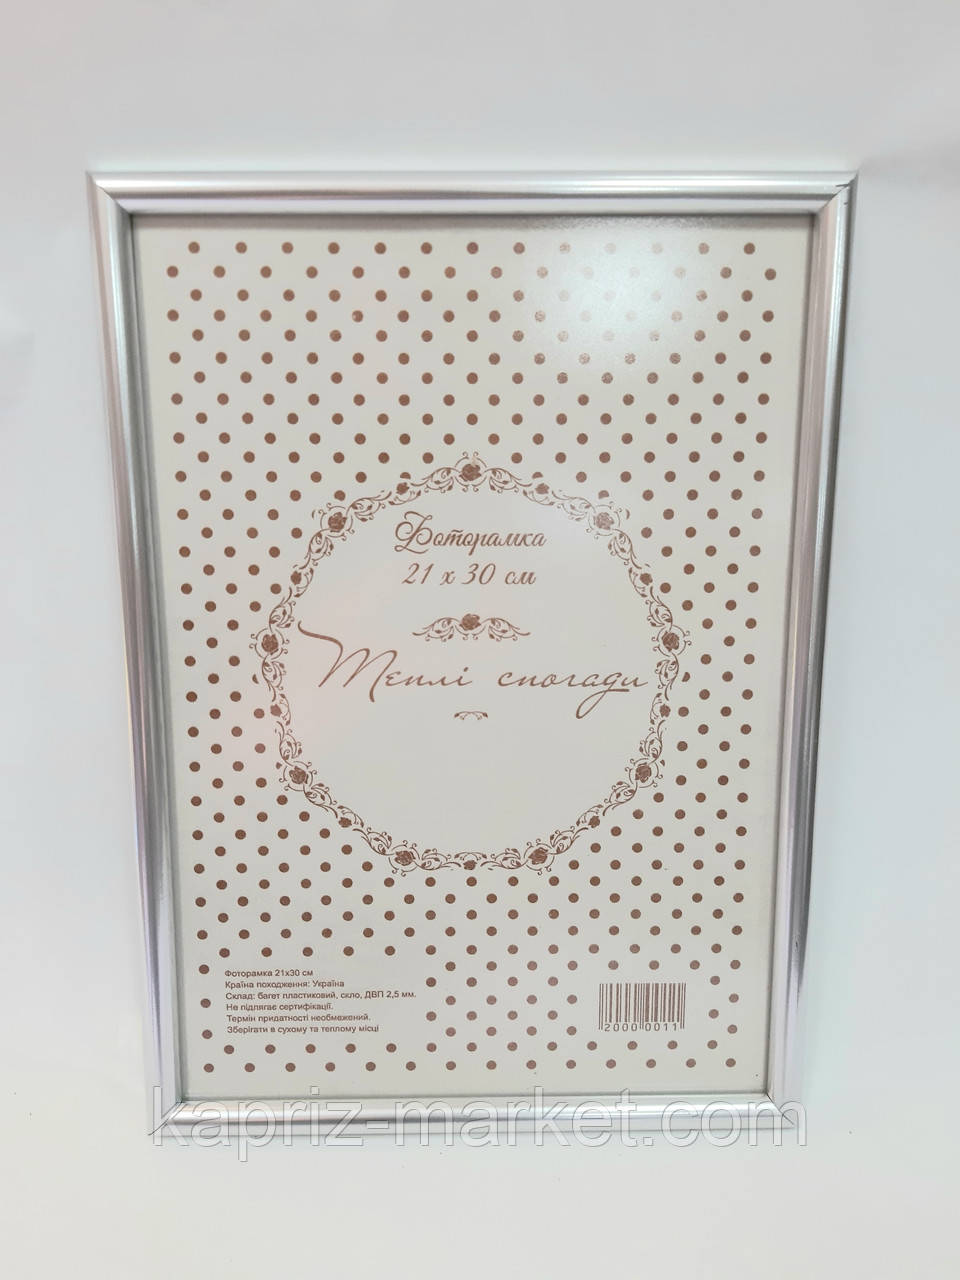 Фоторамка
21 х 30 см
Теплі спогади
Фоторамка 21х30 см
Країна походження: Україна
Склад: багет пластиковий, скло, ДВП 2,5 мм.
Не підлягає сертифікації.
Термін придатності необмежений.
Зберігати в сухому та теплому місці
2000 0011
kapriz-market.com